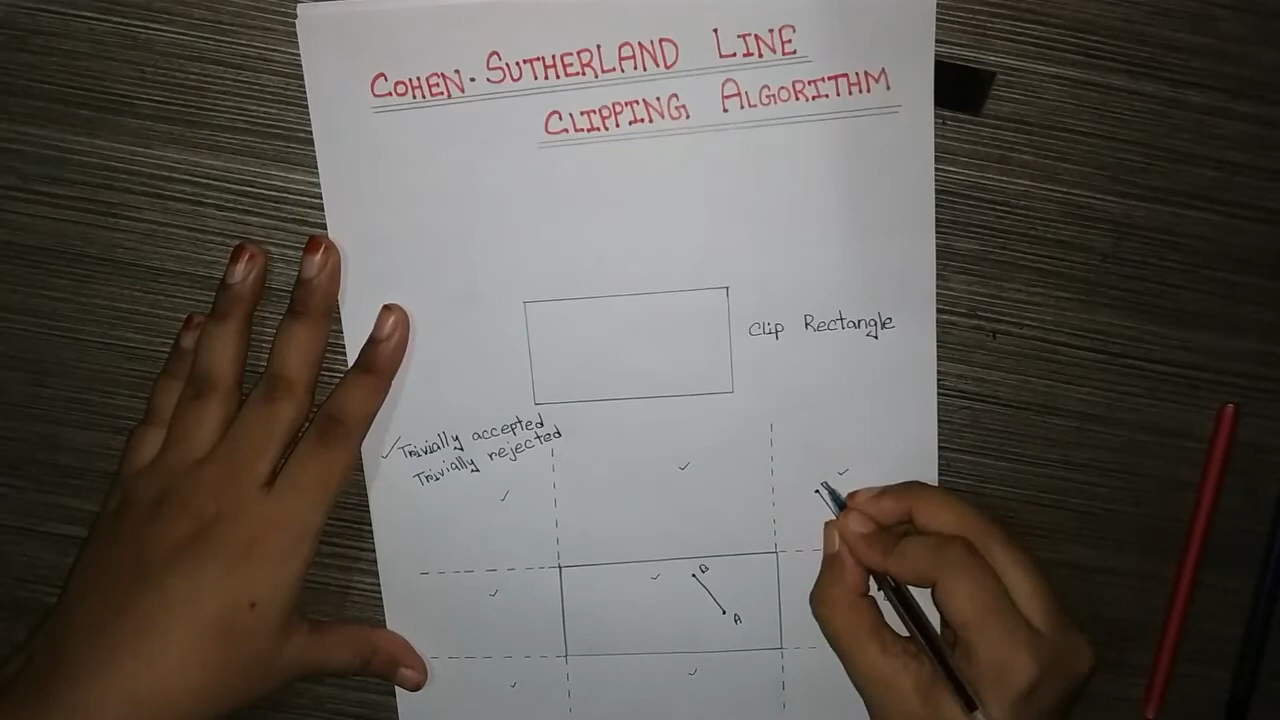 COHEN-SUTHERLAND LINE
CLIPPING ALGORITHM
Clip Rectangle
✓Trivially accepted
Trivially rejected
B
A